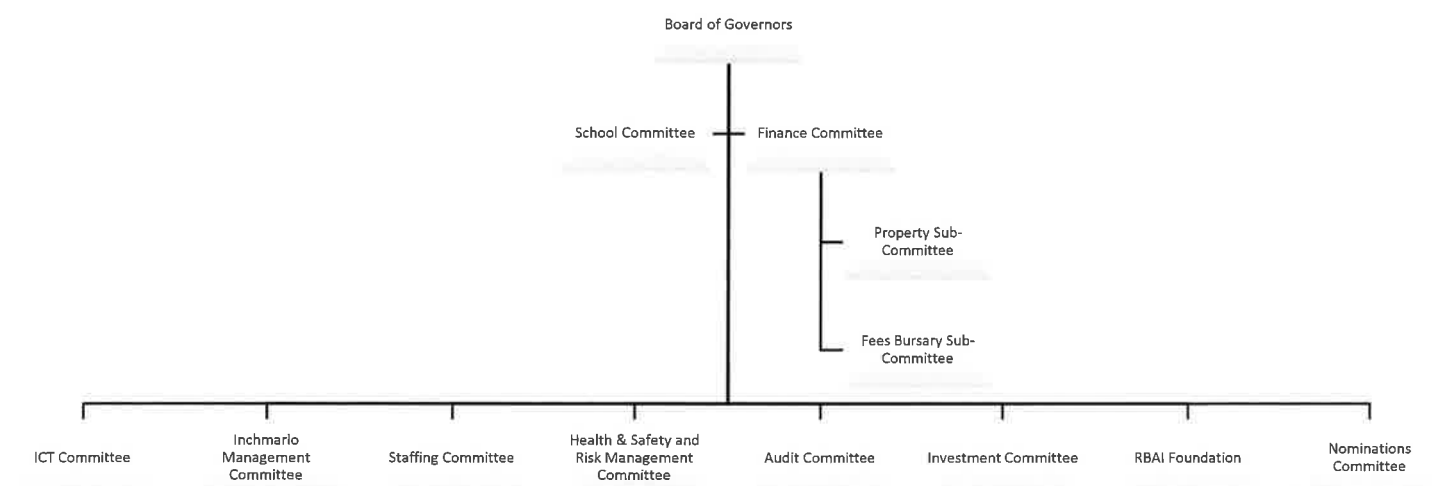 Board of Governors
School Committee
Finance Committee
Property Sub-
Committee
Fees Bursary Sub-
Committee
ICT Committee
Inchmarlo
Management
Committee
Staffing Committee
Health & Safety and
Risk Management
Committee
Audit Committee
Investment Committee
RBAI Foundation
Nominations
Committee